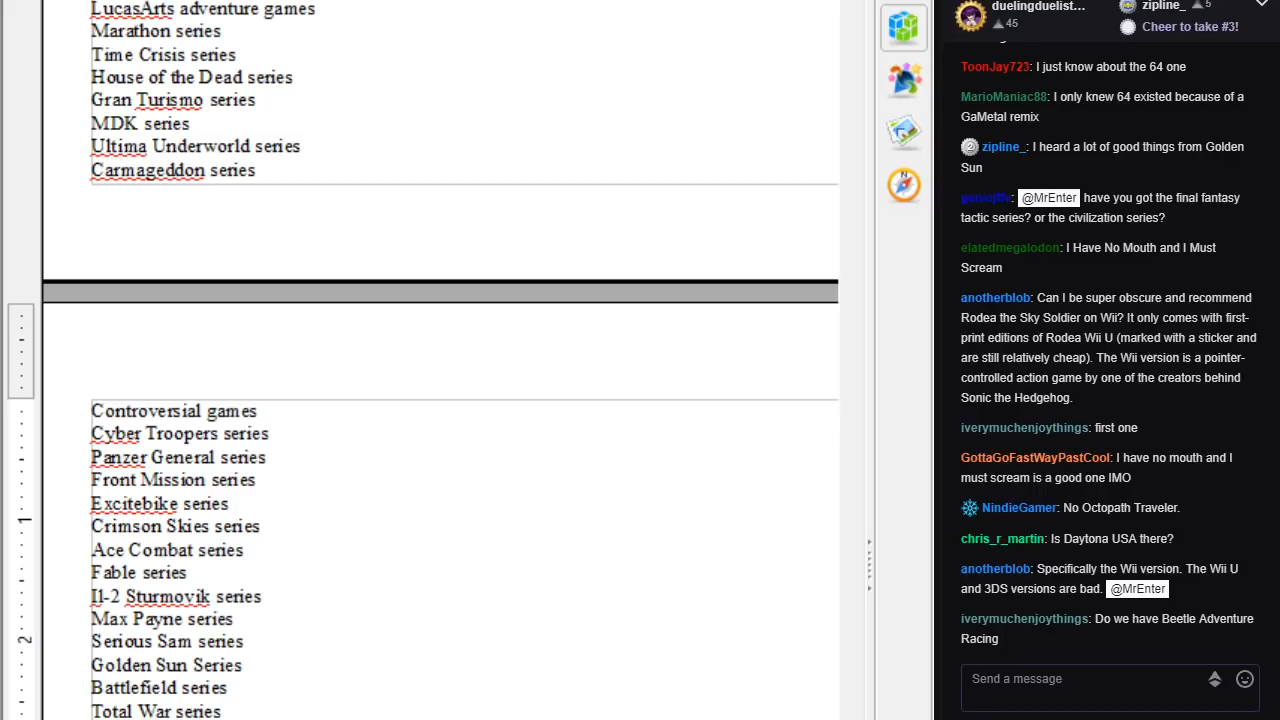 LucasArts adventure games
Marathon series
Time Crisis series
House of the Dead series
Gran Turismo series
MDK series
Ultima Underworld series
Carmageddon series
Controversial games
Cyber Troopers series
Panzer General series
Front Mission series
Excitebike series
Crimson Skies series
Ace Combat series
Fable series
Il-2 Sturmovik series
Max Payne series
Serious Sam series
Golden Sun Series
Battlefield series
Total War series
1
2
N
duelingduelist...
45
zipline_ 5
Cheer to take #3!
ToonJay723: I just know about the 64 one
MarioManiac88: I only knew 64 existed because of a
GaMetal remix
2 zipline_: I heard a lot of good things from Golden
Sun
@MrEnter have you got the final fantasy
tactic series? or the civilization series?
elatedmegalodon: I Have No Mouth and I Must
Scream
anotherblob: Can I be super obscure and recommend
Rodea the Sky Soldier on Wii? It only comes with first-
print editions of Rodea Wii U (marked with a sticker and
are still relatively cheap). The Wii version is a pointer-
controlled action game by one of the creators behind
Sonic the Hedgehog.
iverymuchenjoythings: first one
GottaGoFastWayPastCool: I have no mouth and I
must scream is a good one IMO
NindieGamer: No Octopath Traveler.
chris_r_martin: Is Daytona USA there?
anotherblob: Specifically the Wii version. The Wii U
and 3DS versions are bad. @MrEnter
iverymuchenjoythings: Do we have Beetle Adventure
Racing
Send a message